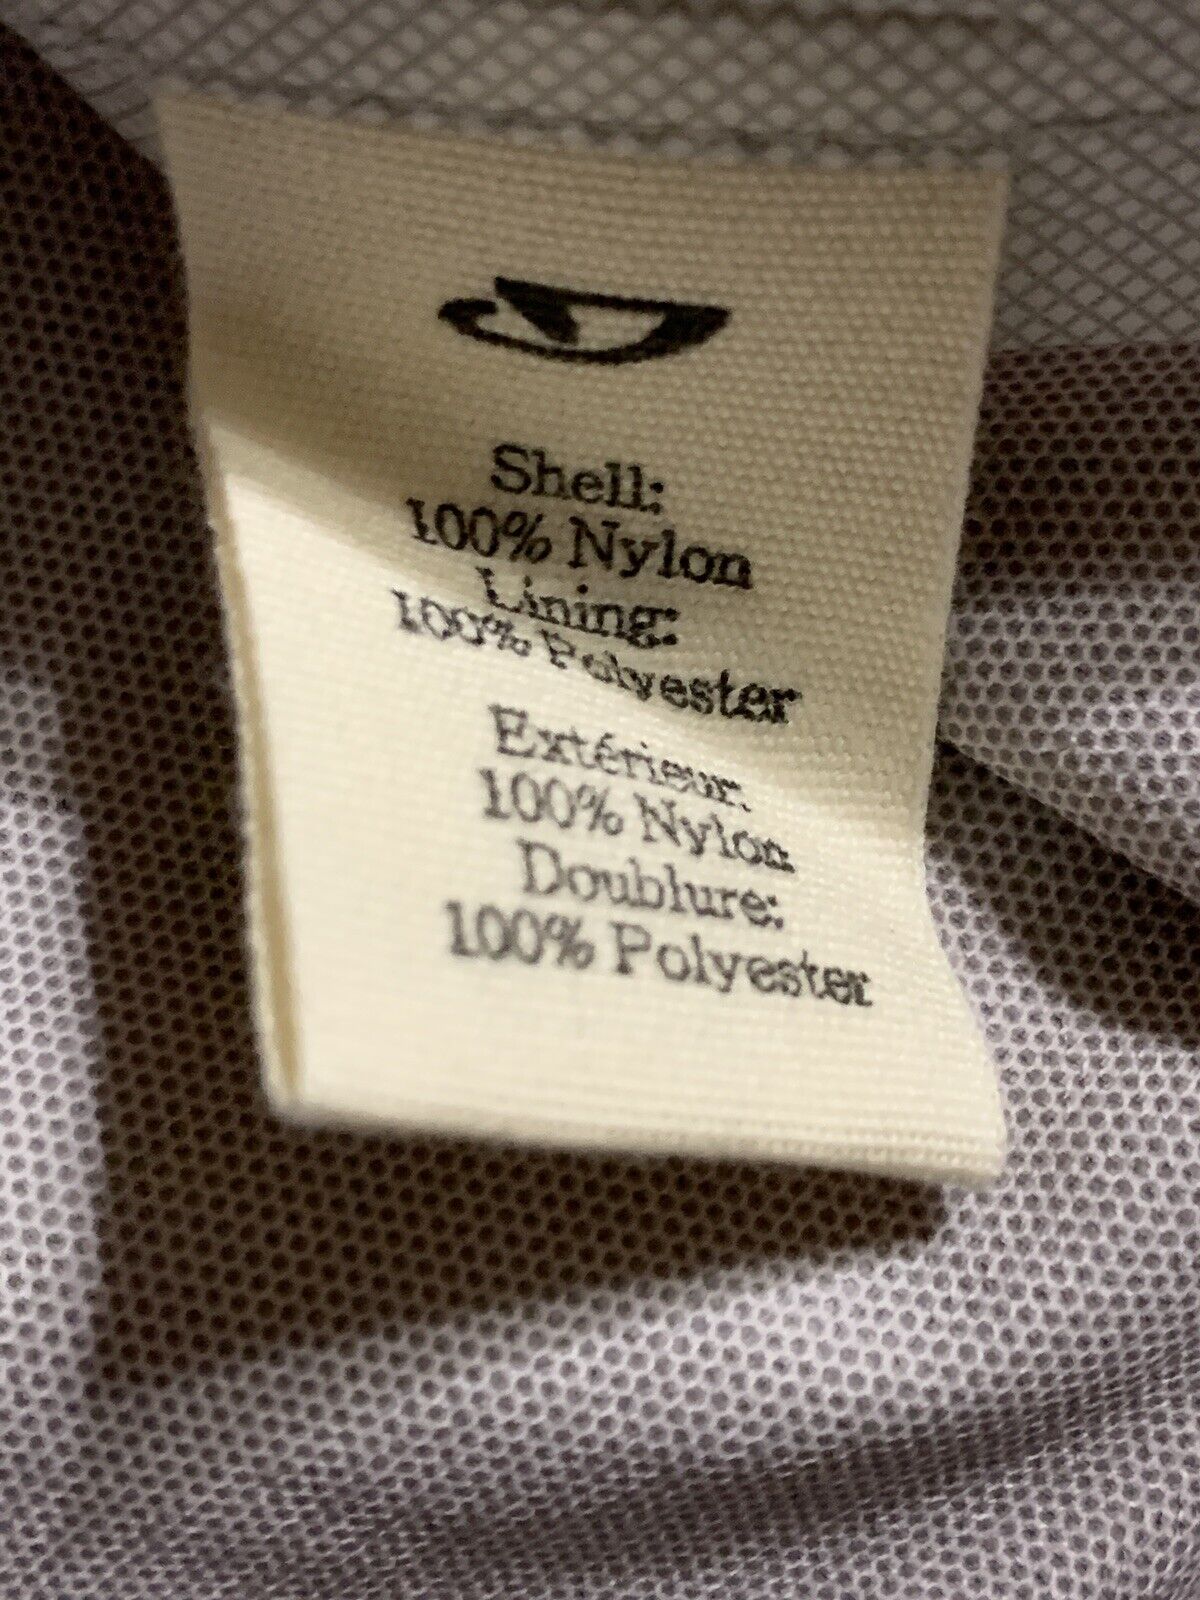 Shell:
100% Nylon
Lining:
100% Polyester
Extérieur:
100% Nylon
Doublure:
100% Polyester